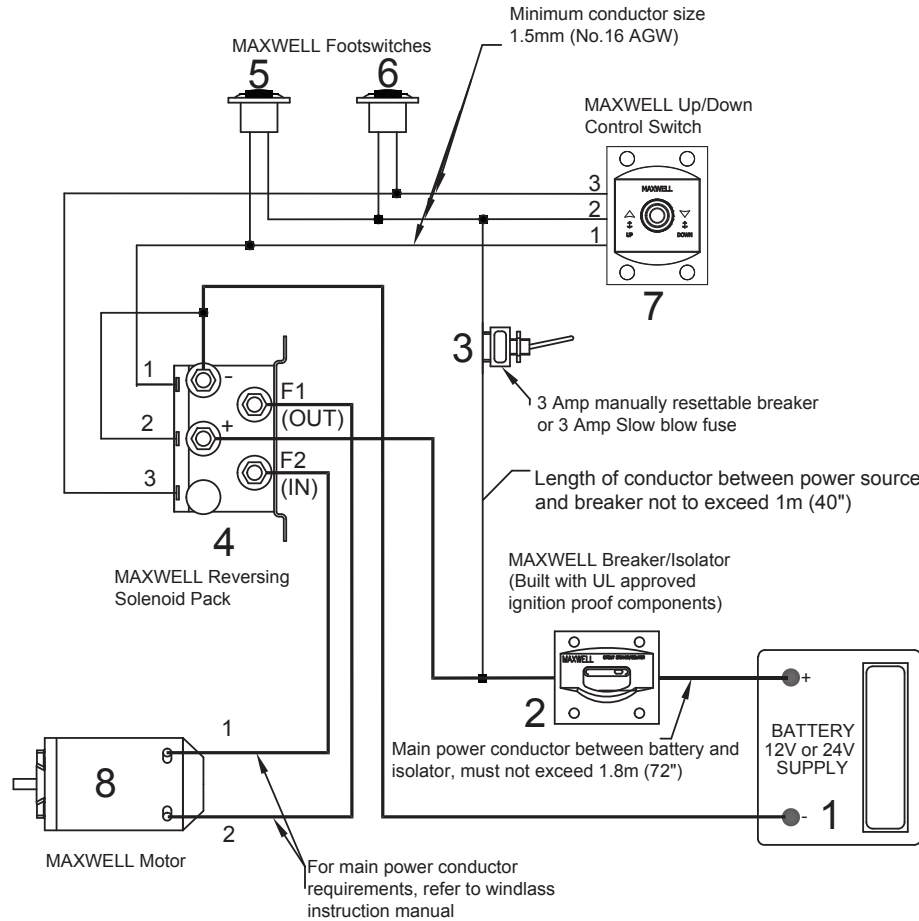 Minimum conductor size
1.5mm (No.16 AGW)
MAXWELL Footswitches
5
6
MAXWELL Up/Down
Control Switch
3
2
1
MAXWELL
UP
DOWN
7
3
3 Amp manually resettable breaker
or 3 Amp Slow blow fuse
1
2
3
-
+
F1
(OUT)
F2
(IN)
4
MAXWELL Reversing
Solenoid Pack
Length of conductor between power source
and breaker not to exceed 1m (40")
MAXWELL Breaker/Isolator
(Built with UL approved
ignition proof components)
MAXWELL
2
Main power conductor between battery and
isolator, must not exceed 1.8m (72")
+
BATTERY
12V or 24V
SUPPLY
- 1
1
8
2
MAXWELL Motor
For main power conductor
requirements, refer to windlass
instruction manual